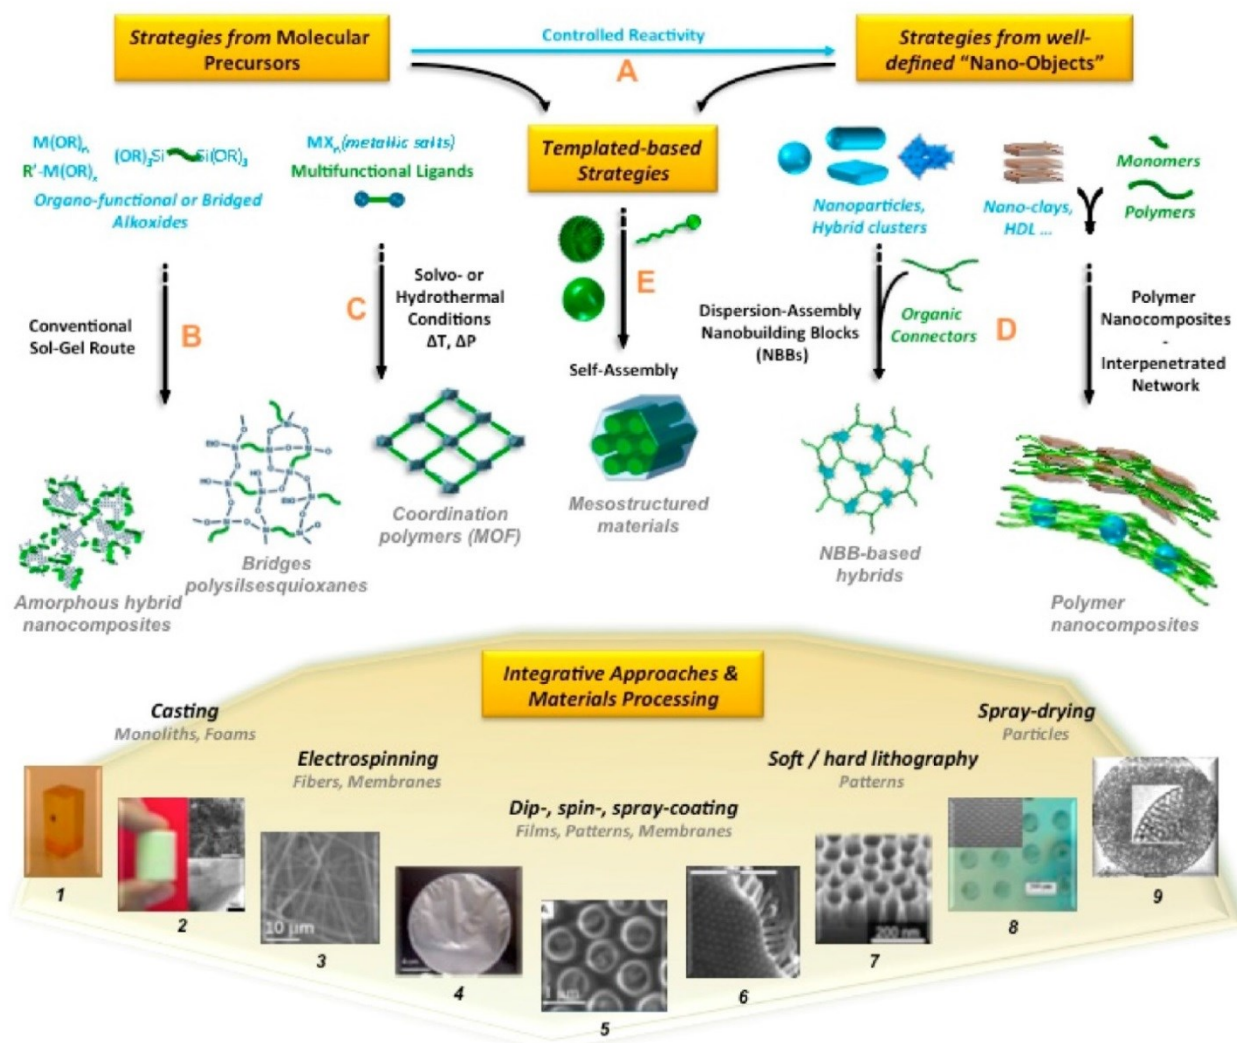 Strategies from Molecular
Precursors
Controlled Reactivity
A
Strategies from well-
defined "Nano-Objects"
M(OR)n,
R'-M(OR)x
(OR)3Si Si(OR)3
Organo-functional or Bridged
Alkoxides
MXn(metallic salts)
Multifunctional Ligands
Templated-based
Strategies
Nanoparticles,
Hybrid clusters
Nano-clays,
HDL ...
Monomers
Polymers
Conventional
Sol-Gel Route
B
C
Solvo- or
Hydrothermal
Conditions
ΔT, ΔP
E
Self-Assembly
Dispersion-Assembly
Nanobuilding Blocks
(NBBs)
Organic
Connectors
D
Polymer
Nanocomposites
-
Interpenetrated
Network
Amorphous hybrid
nanocomposites
Bridges
polysilsesquioxanes
Coordination
polymers (MOF)
Mesostructured
materials
NBB-based
hybrids
Polymer
nanocomposites
Integrative Approaches &
Materials Processing
Casting
Monoliths, Foams
Electrospinning
Fibers, Membranes
Dip-, spin-, spray-coating
Films, Patterns, Membranes
Soft / hard lithography
Patterns
Spray-drying
Particles
1
2
10 μm
3
4
A
1 μm
5
6
200 nm
7
8
9